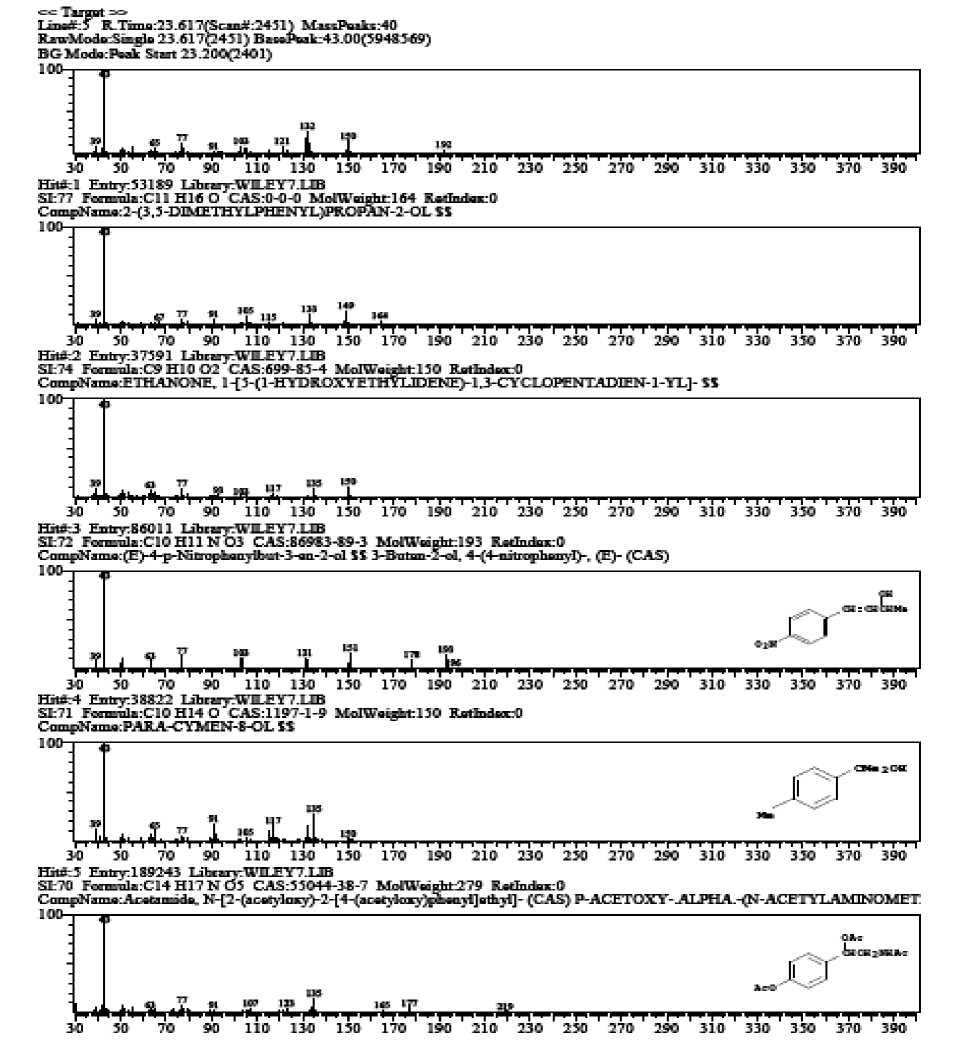 << Target >>
Line#:5 R.Time:23.617(Scan#:2451) MassPeaks:40
RawMode:Single 23.617(2451) BasePeak:43.00(5948569)
BG Mode:Peak Start 23.200(2401)
100
43
39 65 77 91 103 121 132 150 192
30 50 70 90 110 130 150 170 190 210 230 250 270 290 310 330 350 370 390
Hit#:1 Entry:53189 Library:WILEY7.LIB
SI:77 Formula:C11 H16 O CAS:0-0-0 MolWeight:164 RetIndex:0
CompName:2-(3,5-DIMETHYLPHENYL)PROPAN-2-OL $$
100
43
39 67 77 91 105 115 133 149 164
30 50 70 90 110 130 150 170 190 210 230 250 270 290 310 330 350 370 390
Hit#:2 Entry:37591 Library:WILEY7.LIB
SI:74 Formula:C9 H10 O2 CAS:699-85-4 MolWeight:150 RetIndex:0
CompName:ETHANONE, 1-[5-(1-HYDROXYETHYLIDENE)-1,3-CYCLOPENTADIEN-1-YL]- $$
100
43
39 63 77 93 103 117 135 150
30 50 70 90 110 130 150 170 190 210 230 250 270 290 310 330 350 370 390
Hit#:3 Entry:86011 Library:WILEY7.LIB
SI:72 Formula:C10 H11 N O3 CAS:86983-89-3 MolWeight:193 RetIndex:0
CompName:(E)-4-p-Nitrophenylbut-3-en-2-ol $$ 3-Buten-2-ol, 4-(4-nitrophenyl)-, (E)- (CAS)
100
43
OH
CH:CHCHMe
O2N
39 63 77 103 131 151 178 193
30 50 70 90 110 130 150 170 190 210 230 250 270 290 310 330 350 370 390
Hit#:4 Entry:38822 Library:WILEY7.LIB
SI:71 Formula:C10 H14 O CAS:1197-1-9 MolWeight:150 RetIndex:0
CompName:PARA-CYMEN-8-OL $$
100
43
CMe2OH
Me
39 65 77 91 105 117 135 150
30 50 70 90 110 130 150 170 190 210 230 250 270 290 310 330 350 370 390
Hit#:5 Entry:189243 Library:WILEY7.LIB
SI:70 Formula:C14 H17 N O5 CAS:55044-38-7 MolWeight:279 RetIndex:0
CompName:Acetamide, N-[2-(acetyloxy)-2-[4-(acetyloxy)phenyl]ethyl]- (CAS) P-ACETOXY-.ALPHA.-(N-ACETYLAMINOMET
100
43
OAc
CHCH2NHAc
AcO
63 77 91 107 123 135 165 177 219
30 50 70 90 110 130 150 170 190 210 230 250 270 290 310 330 350 370 390